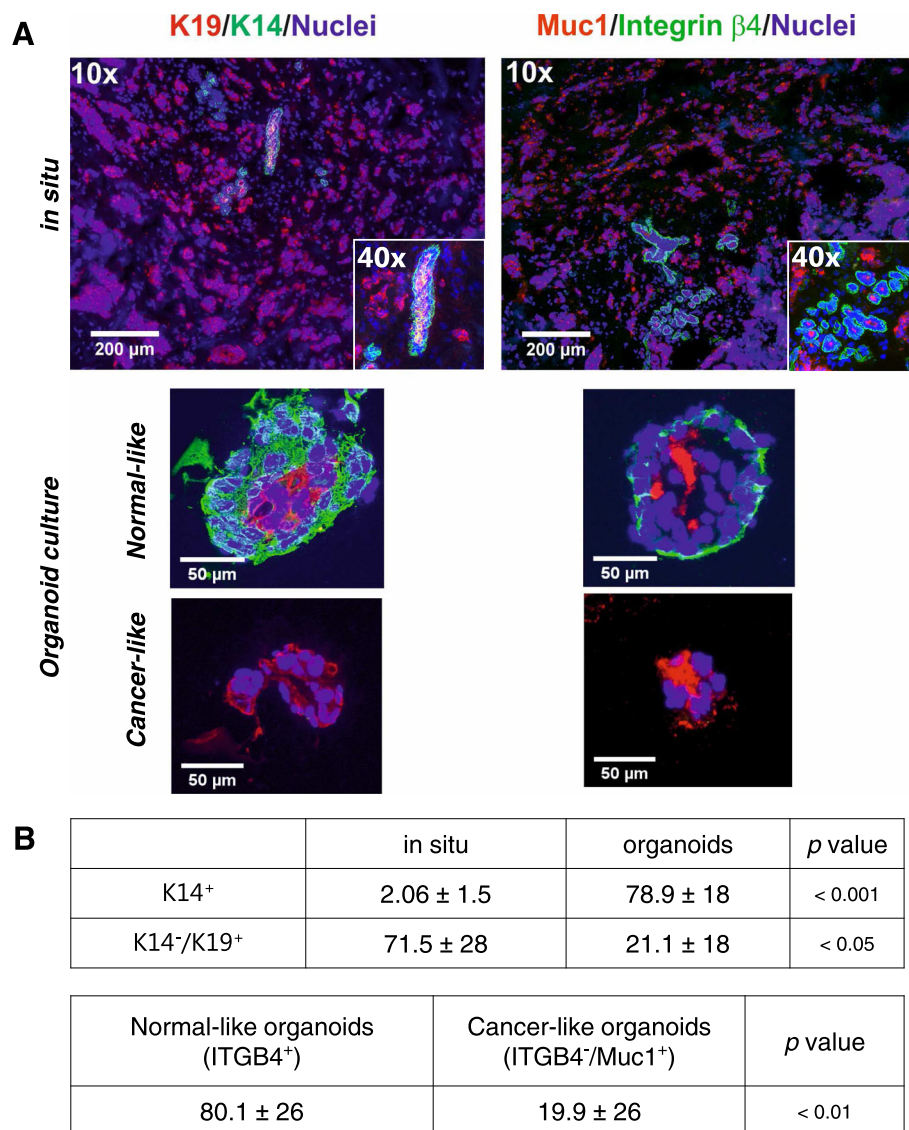 A
K19/K14/Nuclei
Muc1/Integrin β4/Nuclei
in situ
10x
40x
200 µm
10x
40x
200 µm
Organoid culture
Normal-like
50 µm
50 µm
Cancer-like
50 µm
50 µm
B
in situ organoids p value
K14⁺ 2.06 ± 1.5 78.9 ± 18 < 0.001
K14⁻/K19⁺ 71.5 ± 28 21.1 ± 18 < 0.05
Normal-like organoids (ITGB4⁺) Cancer-like organoids (ITGB4⁻/Muc1⁺) p value
80.1 ± 26 19.9 ± 26 < 0.01